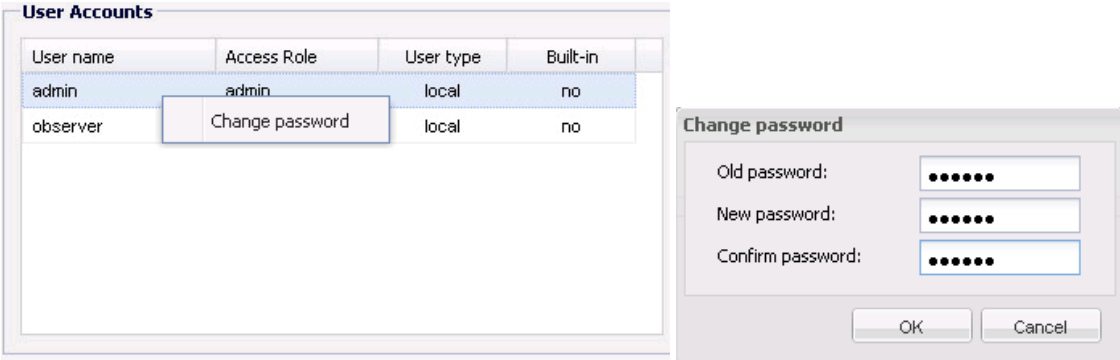 User Accounts
User name Access Role User type Built-in
admin admin local no
observer local no
Change password
Change password
Old password: ••••••
New password: ••••••
Confirm password: ••••••
OK Cancel